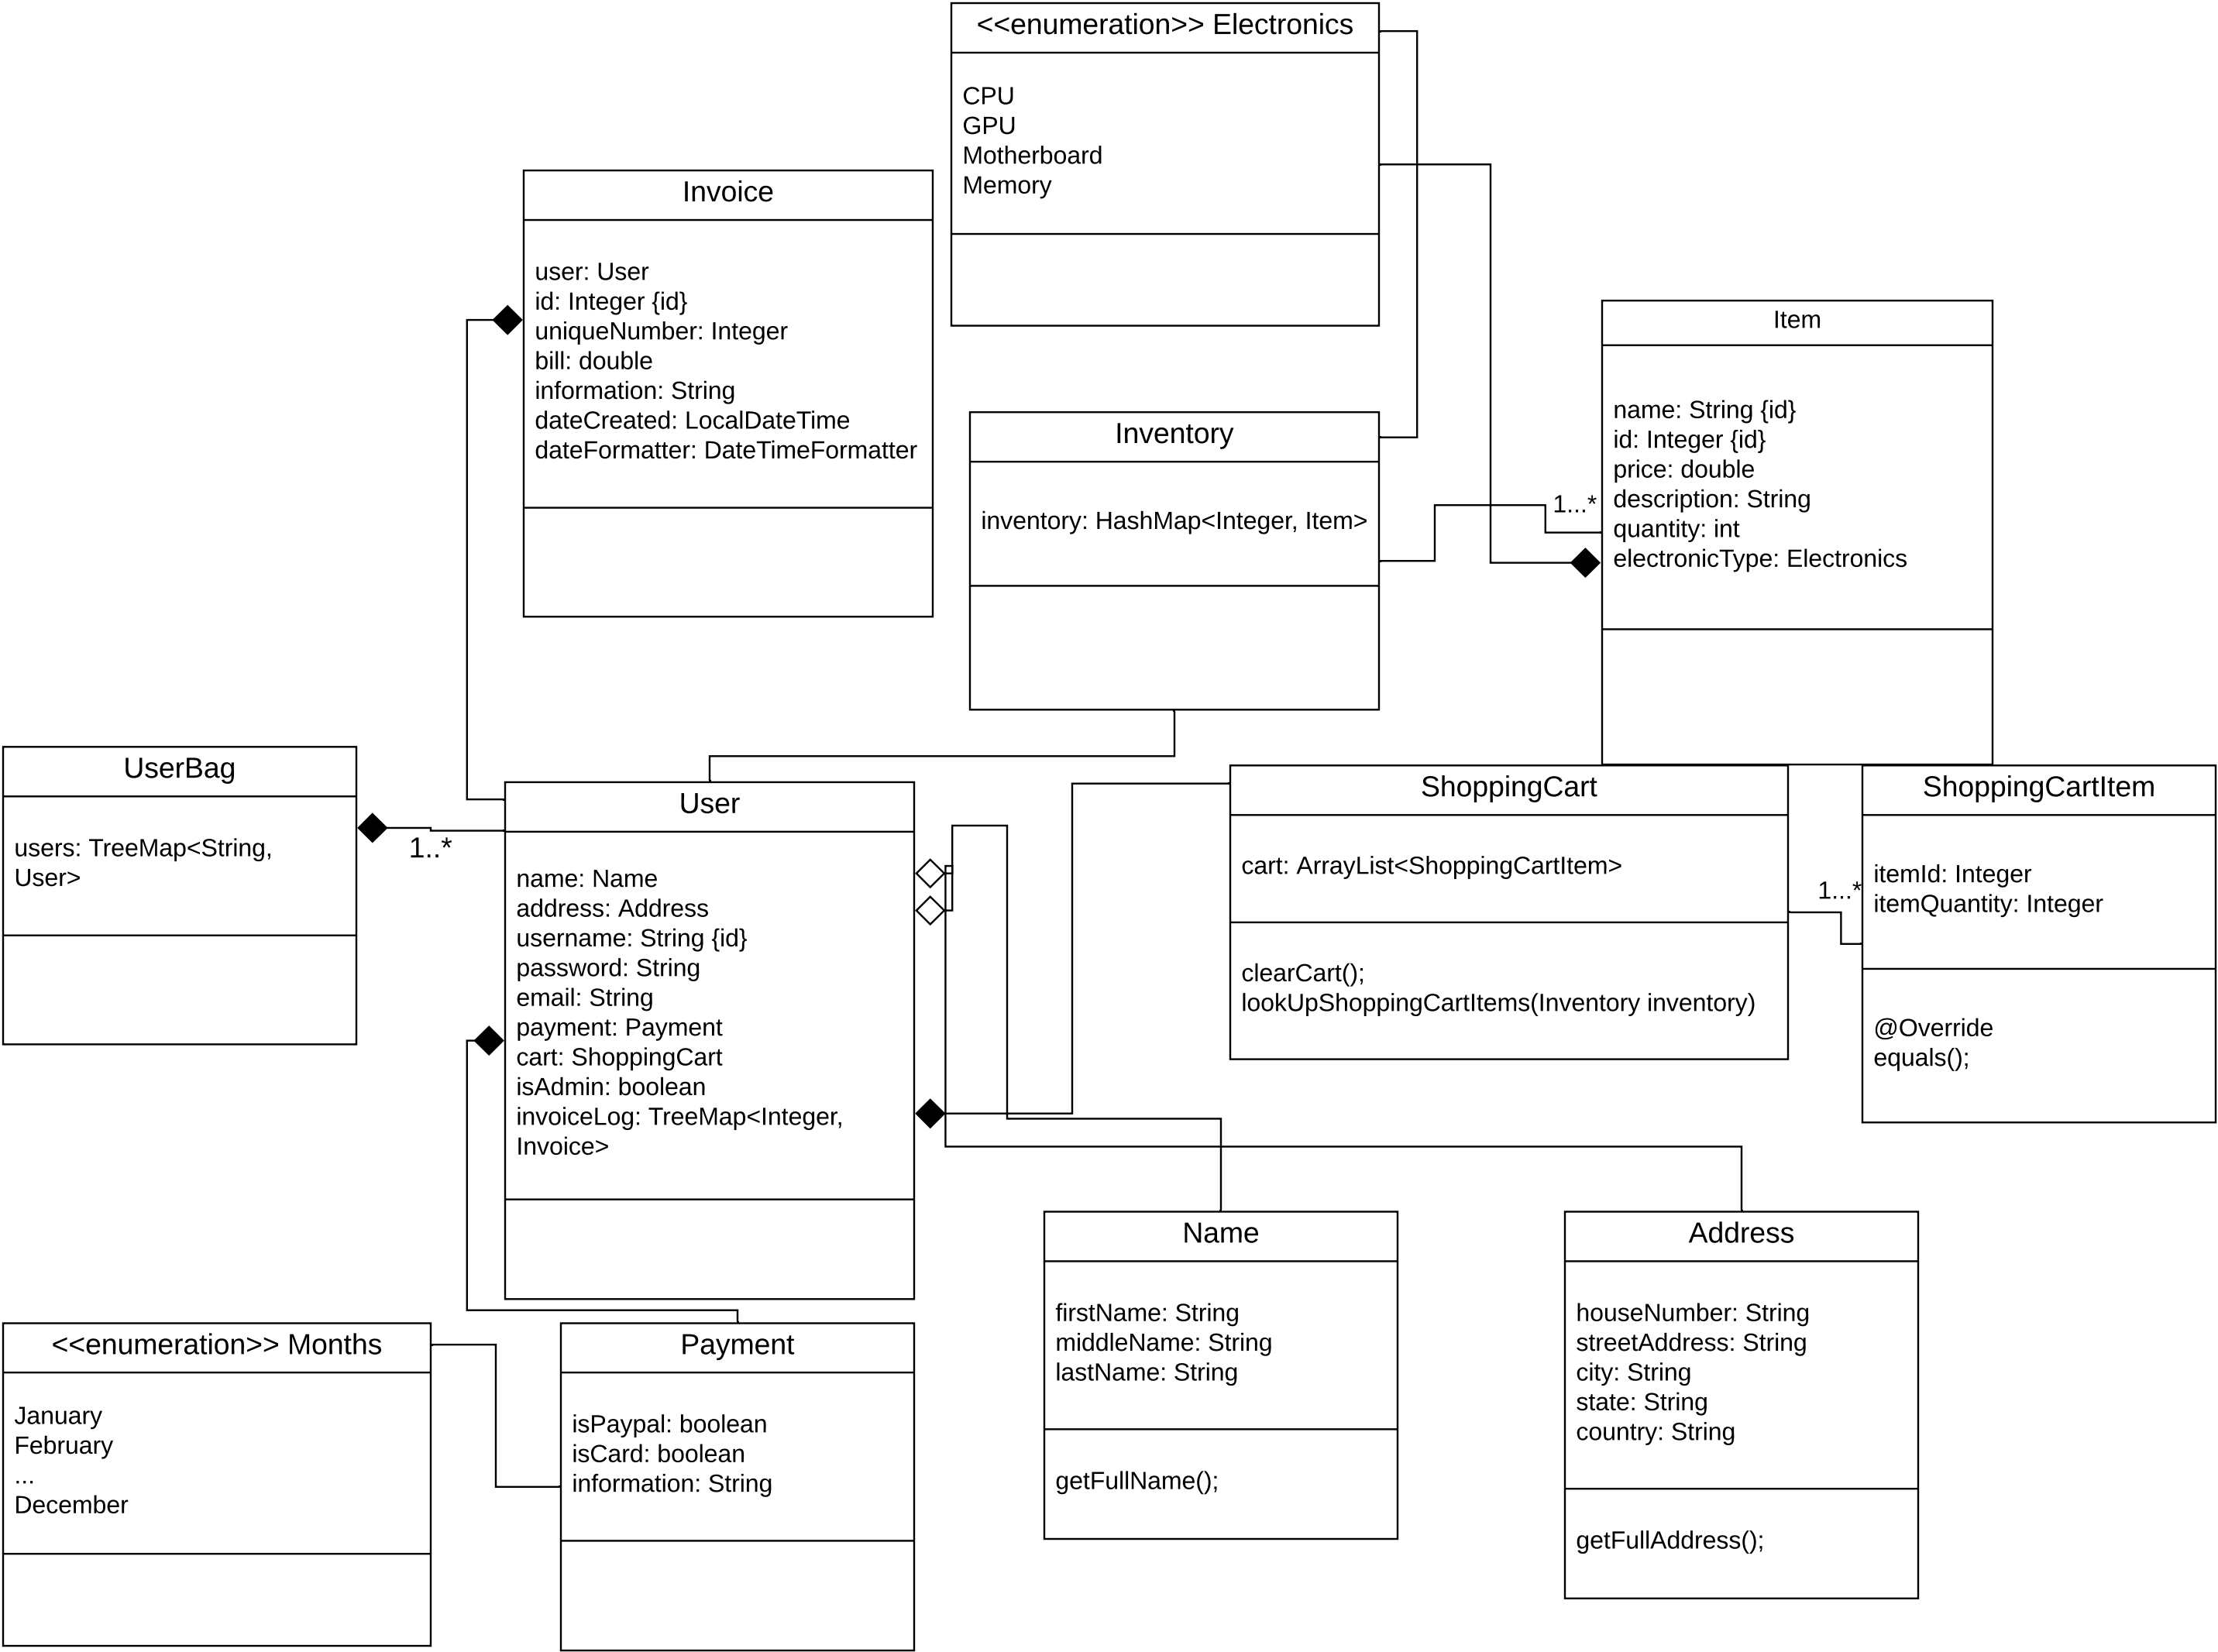 <<enumeration>> Electronics
CPU
GPU
Motherboard
Memory
Invoice
user: User
id: Integer {id}
uniqueNumber: Integer
bill: double
information: String
dateCreated: LocalDateTime
dateFormatter: DateTimeFormatter
Item
name: String {id}
id: Integer {id}
price: double
description: String
quantity: int
electronicType: Electronics
Inventory
inventory: HashMap<Integer, Item>
1...*
UserBag
users: TreeMap<String,
User>
1..*
User
name: Name
address: Address
username: String {id}
password: String
email: String
payment: Payment
cart: ShoppingCart
isAdmin: boolean
invoiceLog: TreeMap<Integer,
Invoice>
ShoppingCart
cart: ArrayList<ShoppingCartItem>
clearCart();
lookUpShoppingCartItems(Inventory inventory)
1...*
ShoppingCartItem
itemId: Integer
itemQuantity: Integer
@Override
equals();
<<enumeration>> Months
January
February
...
December
Payment
isPaypal: boolean
isCard: boolean
information: String
Name
firstName: String
middleName: String
lastName: String
getFullName();
Address
houseNumber: String
streetAddress: String
city: String
state: String
country: String
getFullAddress();